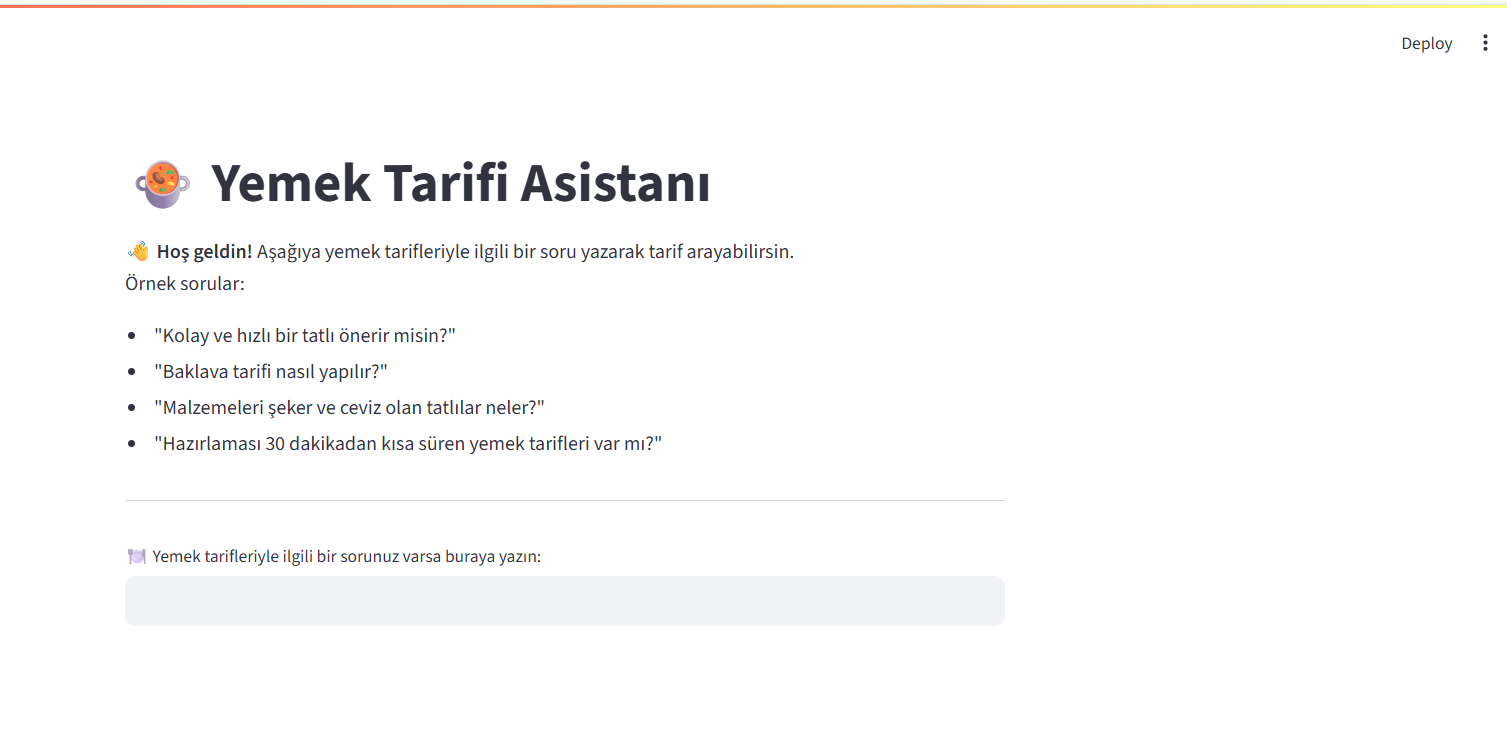 Deploy
Yemek Tarifi Asistanı
Hoş geldin! Aşağıya yemek tarifleriyle ilgili bir soru yazarak tarif arayabilirsin.
Örnek sorular:
"Kolay ve hızlı bir tatlı önerir misin?"
"Baklava tarifi nasıl yapılır?"
"Malzemeleri şeker ve ceviz olan tatlılar neler?"
"Hazırlaması 30 dakikadan kısa süren yemek tarifleri var mı?"
Yemek tarifleriyle ilgili bir sorunuz varsa buraya yazın: